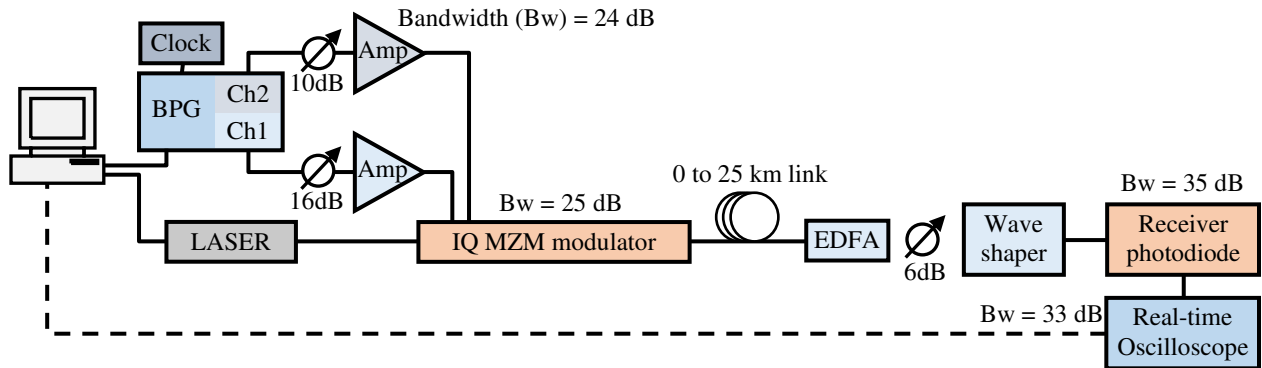 Bandwidth (Bw) = 24 dB
Clock
Amp
10dB
BPG
Ch2
Ch1
Amp
16dB
0 to 25 km link
Bw = 35 dB
Bw = 25 dB
LASER
IQ MZM modulator
EDFA
6dB
Wave
shaper
Receiver
photodiode
Bw = 33 dB
Real-time
Oscilloscope